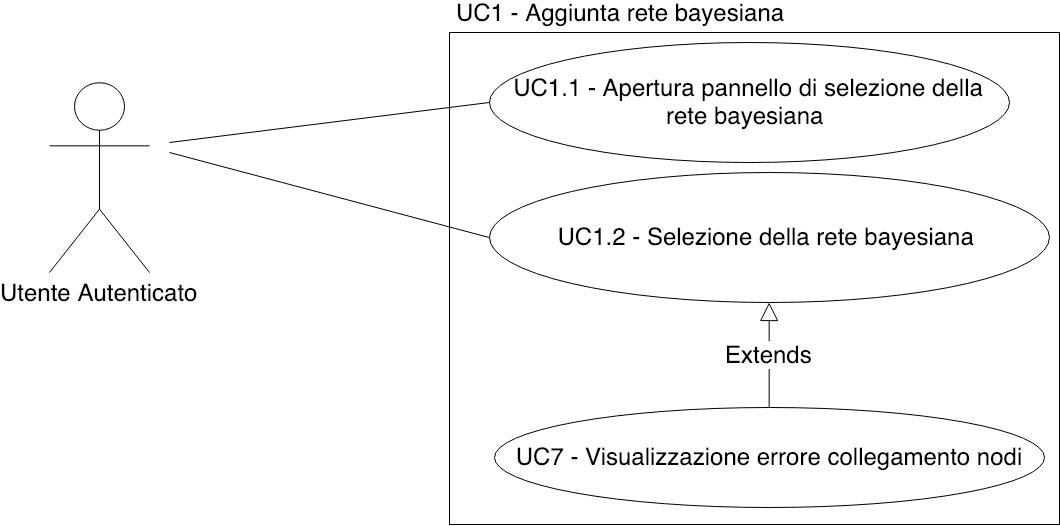 UC1 - Aggiunta rete bayesiana
UC1.1 - Apertura pannello di selezione della
rete bayesiana
UC1.2 - Selezione della rete bayesiana
Utente Autenticato
Extends
UC7 - Visualizzazione errore collegamento nodi